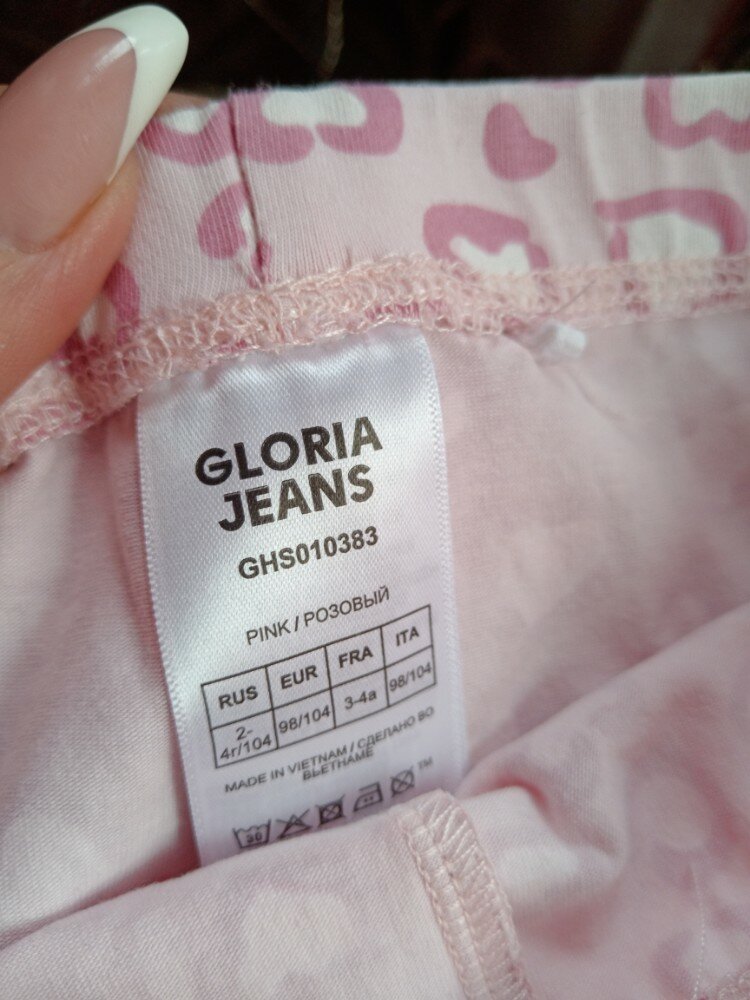 GLORIA
JEANS
GHS010383
PINK / РОЗОВЫЙ
RUS EUR FRA ITA
2-
4г/104 98/104 3-4a 98/104
MADE IN VIETNAM / СДЕЛАНО ВО
ВЬЕТНАМЕ
30 TM